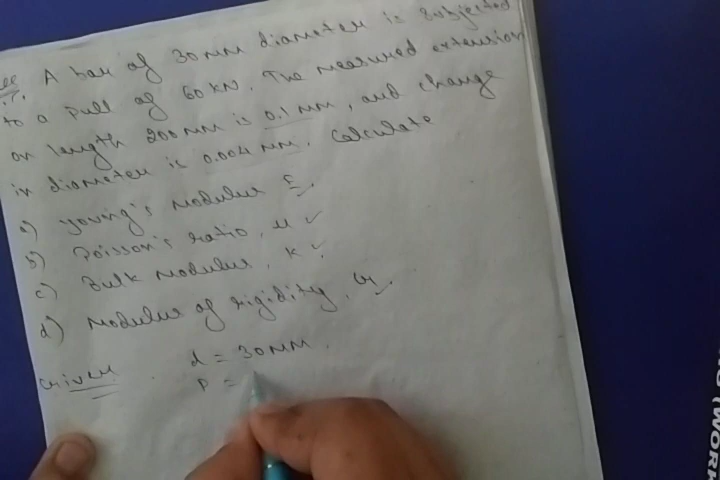 A bar of 30 mm diameter is subjected
to a pull of 60 KN. The measured extension
on length 200 mm is 0.1 mm, and change
in diameter is 0.004 mm. Calculate
a) Young's modulus E
b) Poisson's ratio, μ
c) Bulk modulus, K
d) Modulus of rigidity, G
Given d = 30 mm.
P =